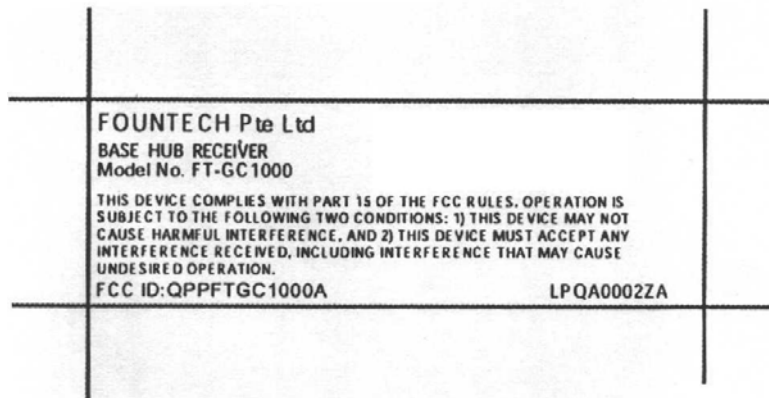 FOUNTECH Pte Ltd
BASE HUB RECEIVER
Model No. FT-GC1000
THIS DEVICE COMPLIES WITH PART 15 OF THE FCC RULES. OPERATION IS
SUBJECT TO THE FOLLOWING TWO CONDITIONS: 1) THIS DEVICE MAY NOT
CAUSE HARMFUL INTERFERENCE, AND 2) THIS DEVICE MUST ACCEPT ANY
INTERFERENCE RECEIVED, INCLUDING INTERFERENCE THAT MAY CAUSE
UNDESIRED OPERATION.
FCC ID:QPPFTGC1000A LPQA0002ZA